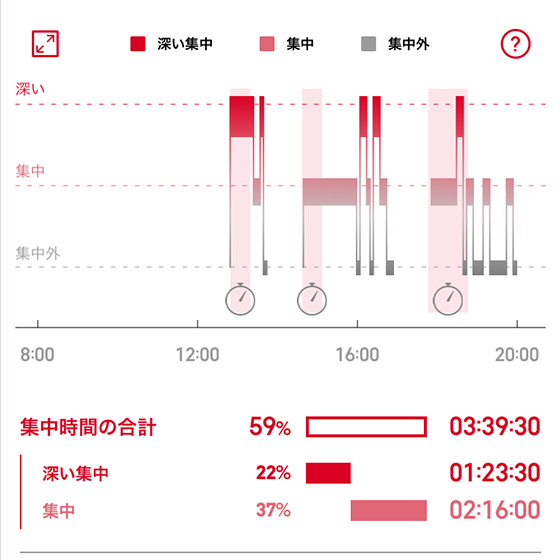 深い集中 集中 集中外 ?
深い
集中
集中外
8:00 12:00 16:00 20:00
集中時間の合計 59% 03:39:30
深い集中 22% 01:23:30
集中 37% 02:16:00